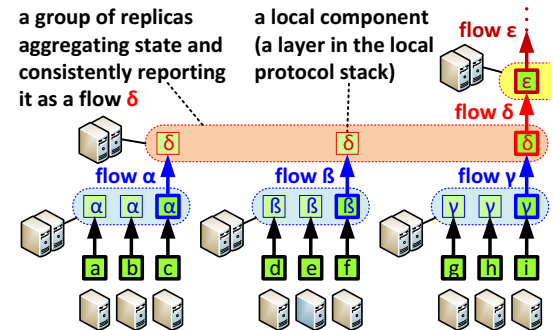 a group of replicas
aggregating state and
consistently reporting
it as a flow δ
a local component
(a layer in the local
protocol stack)
flow ε
ε
flow δ
δ δ δ
flow α flow ß flow γ
α α α ß ß ß γ γ γ
a b c d e f g h i